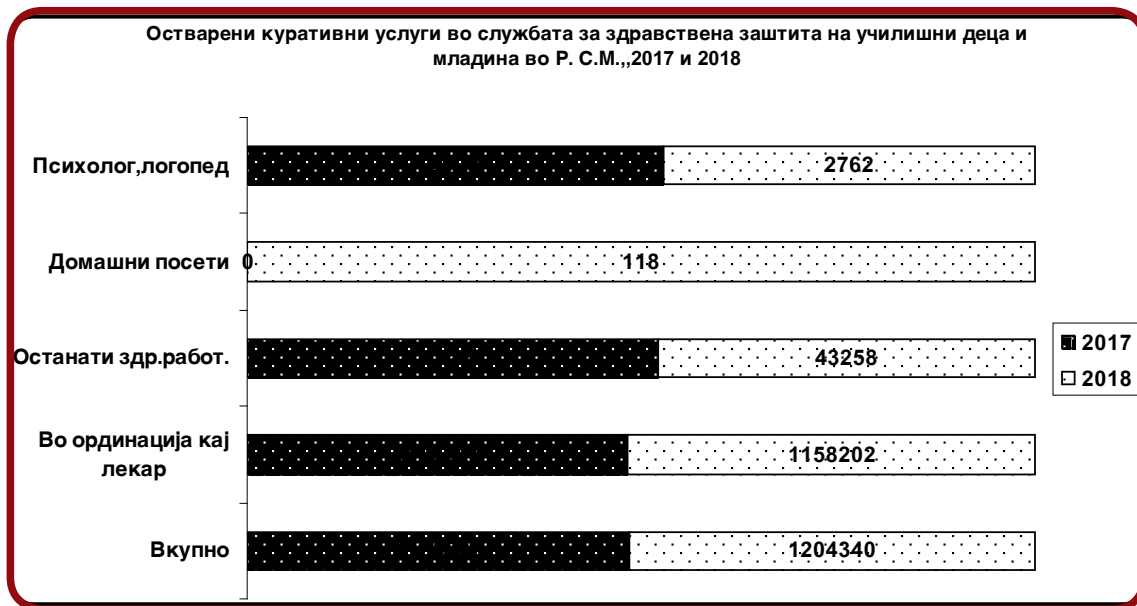 Остварени куративни услуги во службата за здравствена заштита на училишни деца и
младина во Р. С.М.,,2017 и 2018
Психолог,логопед
2762
Домашни посети
0
118
Останати здр.работ.
43258
Во ординација кај
лекар
1158202
Вкупно
1204340
2017
2018